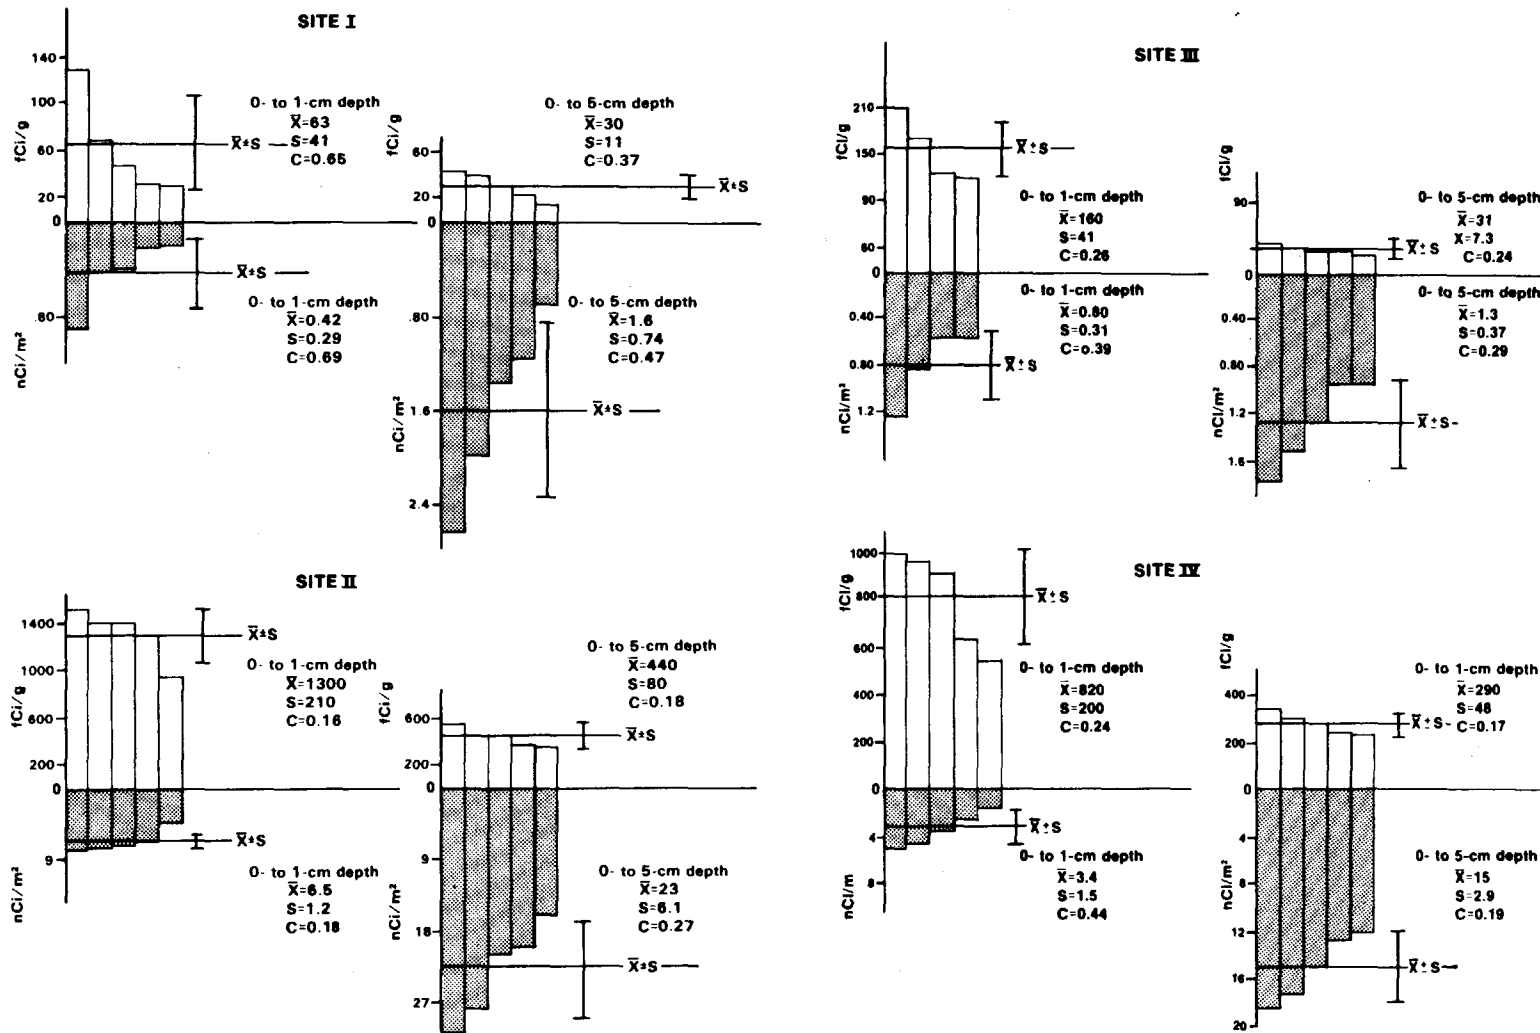 SITE I
140
100
60
20
0
fCi/g
X̄±S
0- to 1-cm depth
X̄=63
S=41
C=0.65
.80
nCi/m²
X̄±S
0- to 1-cm depth
X̄=0.42
S=0.29
C=0.69
60
20
0
fCi/g
0- to 5-cm depth
X̄=30
S=11
C=0.37
X̄±S
.80
1.6
2.4
nCi/m²
0- to 5-cm depth
X̄=1.6
S=0.74
C=0.47
X̄±S
SITE III
210
150
90
60
0
fCi/g
X̄±S
0- to 1-cm depth
X̄=160
S=41
C=0.26
0- to 1-cm depth
X̄=0.80
S=0.31
C=0.39
0.40
0.80
1.2
nCi/m²
X̄±S
90
0
fCi/g
0- to 5-cm depth
X̄=31
X=7.3
C=0.24
X̄±S
0- to 5-cm depth
X̄=1.3
S=0.37
C=0.29
0.40
0.80
1.2
1.6
nCi/m²
X̄±S
SITE II
1400
1000
600
200
0
fCi/g
X̄±S
0- to 1-cm depth
X̄=1300
S=210
C=0.16
9
nCi/m²
X̄±S
0- to 1-cm depth
X̄=6.5
S=1.2
C=0.18
600
200
0
fCi/g
0- to 5-cm depth
X̄=440
S=80
C=0.18
X̄±S
9
18
27
nCi/m²
0- to 5-cm depth
X̄=23
S=6.1
C=0.27
X̄±S
SITE IV
1000
800
600
400
200
0
fCi/g
X̄±S
0- to 1-cm depth
X̄=820
S=200
C=0.24
4
8
nCi/m
X̄±S
0- to 1-cm depth
X̄=3.4
S=1.5
C=0.44
400
200
0
fCi/g
0- to 1-cm depth
X̄=290
S=48
C=0.17
X̄±S
4
8
12
16
20
nCi/m²
0- to 5-cm depth
X̄=15
S=2.9
C=0.19
X̄±S